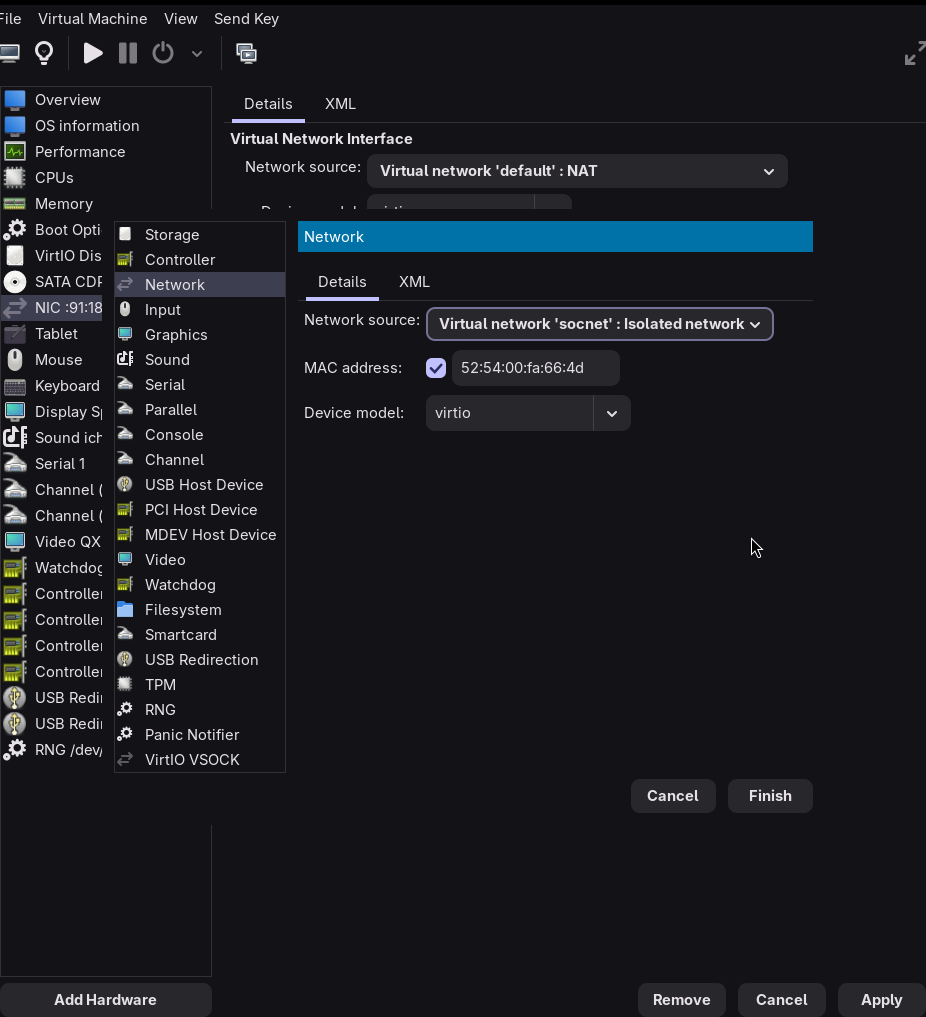 File Virtual Machine View Send Key
Details XML
Virtual Network Interface
Network source: Virtual network 'default' : NAT
Overview
OS information
Performance
CPUs
Memory
Boot Opti
VirtIO Dis
SATA CDR
NIC :91:18
Tablet
Mouse
Keyboard
Display Sp
Sound ich
Serial 1
Channel (
Channel (
Video QX
Watchdog
Controller
Controller
Controller
Controller
USB Redi
USB Redi
RNG /dev/
Storage
Controller
Network
Input
Graphics
Sound
Serial
Parallel
Console
Channel
USB Host Device
PCI Host Device
MDEV Host Device
Video
Watchdog
Filesystem
Smartcard
USB Redirection
TPM
RNG
Panic Notifier
VirtIO VSOCK
Network
Details XML
Network source: Virtual network 'socnet' : Isolated network
MAC address: 52:54:00:fa:66:4d
Device model: virtio
Cancel Finish
Add Hardware
Remove Cancel Apply